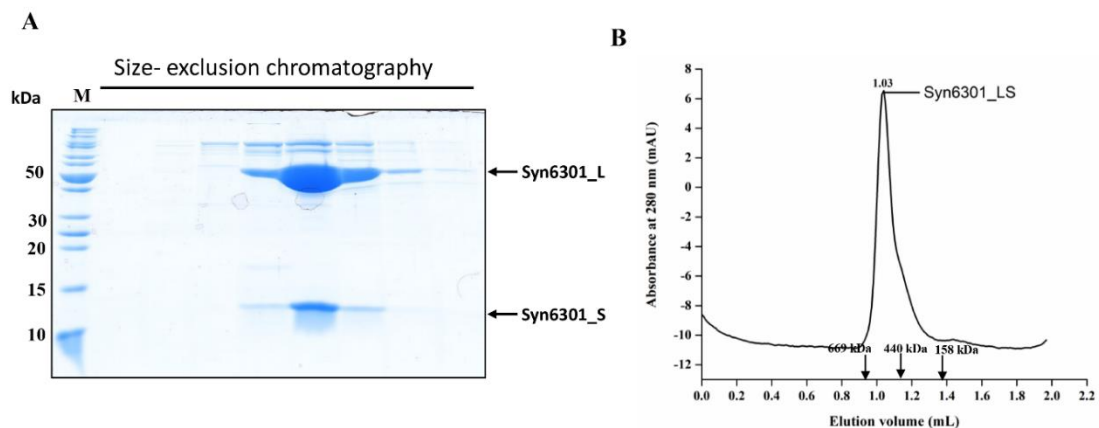 A
Size- exclusion chromatography
kDa M
50
30
20
15
10
Syn6301_L
Syn6301_S
B
8
6
4
2
0
-2
-4
-6
-8
-10
-12
Absorbance at 280 nm (mAU)
1.03
Syn6301_LS
669 kDa 440 kDa 158 kDa
0.0 0.2 0.4 0.6 0.8 1.0 1.2 1.4 1.6 1.8 2.0 2.2
Elution volume (mL)